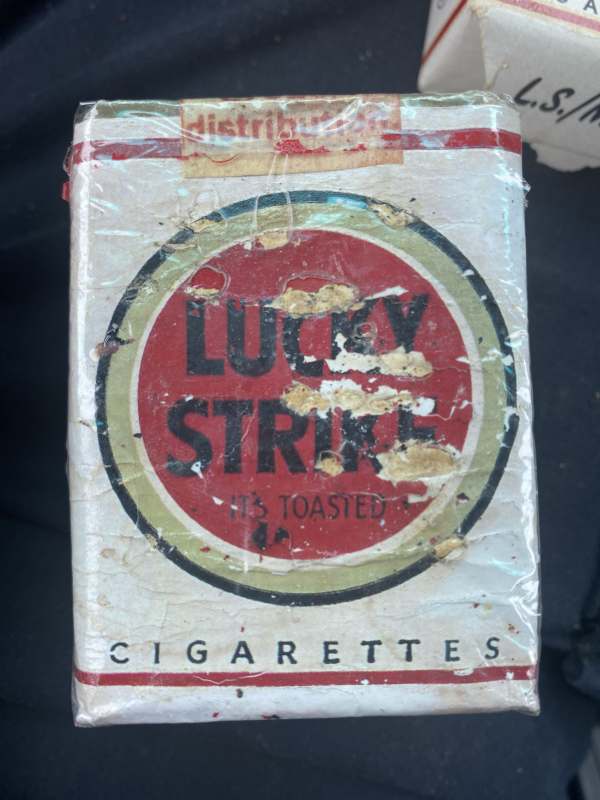 L.S./
distribution
LUCKY
STRIKE
IT'S TOASTED
CIGARETTES